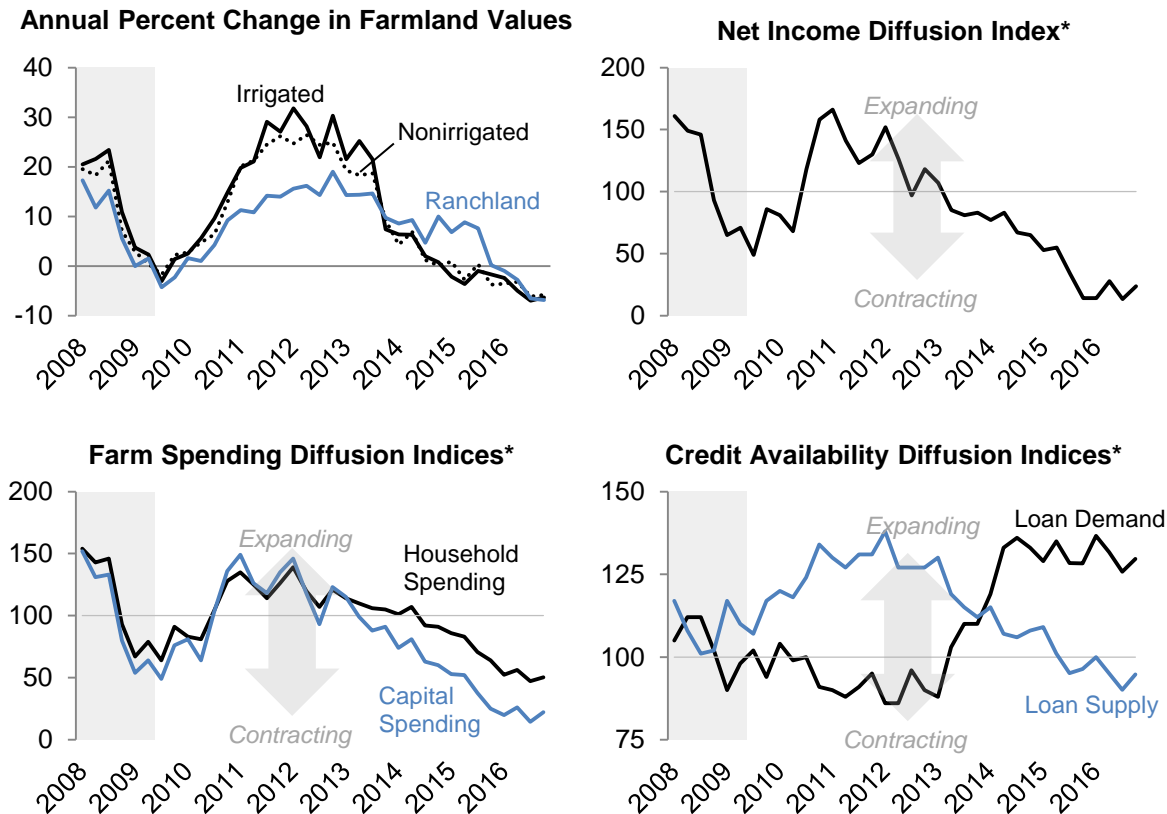 Annual Percent Change in Farmland Values
40
30
20
10
0
-10
Irrigated
Nonirrigated
Ranchland
2008
2009
2010
2011
2012
2013
2014
2015
2016
Net Income Diffusion Index*
200
150
100
50
0
Expanding
Contracting
2008
2009
2010
2011
2012
2013
2014
2015
2016
Farm Spending Diffusion Indices*
200
150
100
50
0
Expanding
Household
Spending
Capital
Spending
Contracting
2008
2009
2010
2011
2012
2013
2014
2015
2016
Credit Availability Diffusion Indices*
150
125
100
75
Expanding
Loan Demand
Loan Supply
Contracting
2008
2009
2010
2011
2012
2013
2014
2015
2016